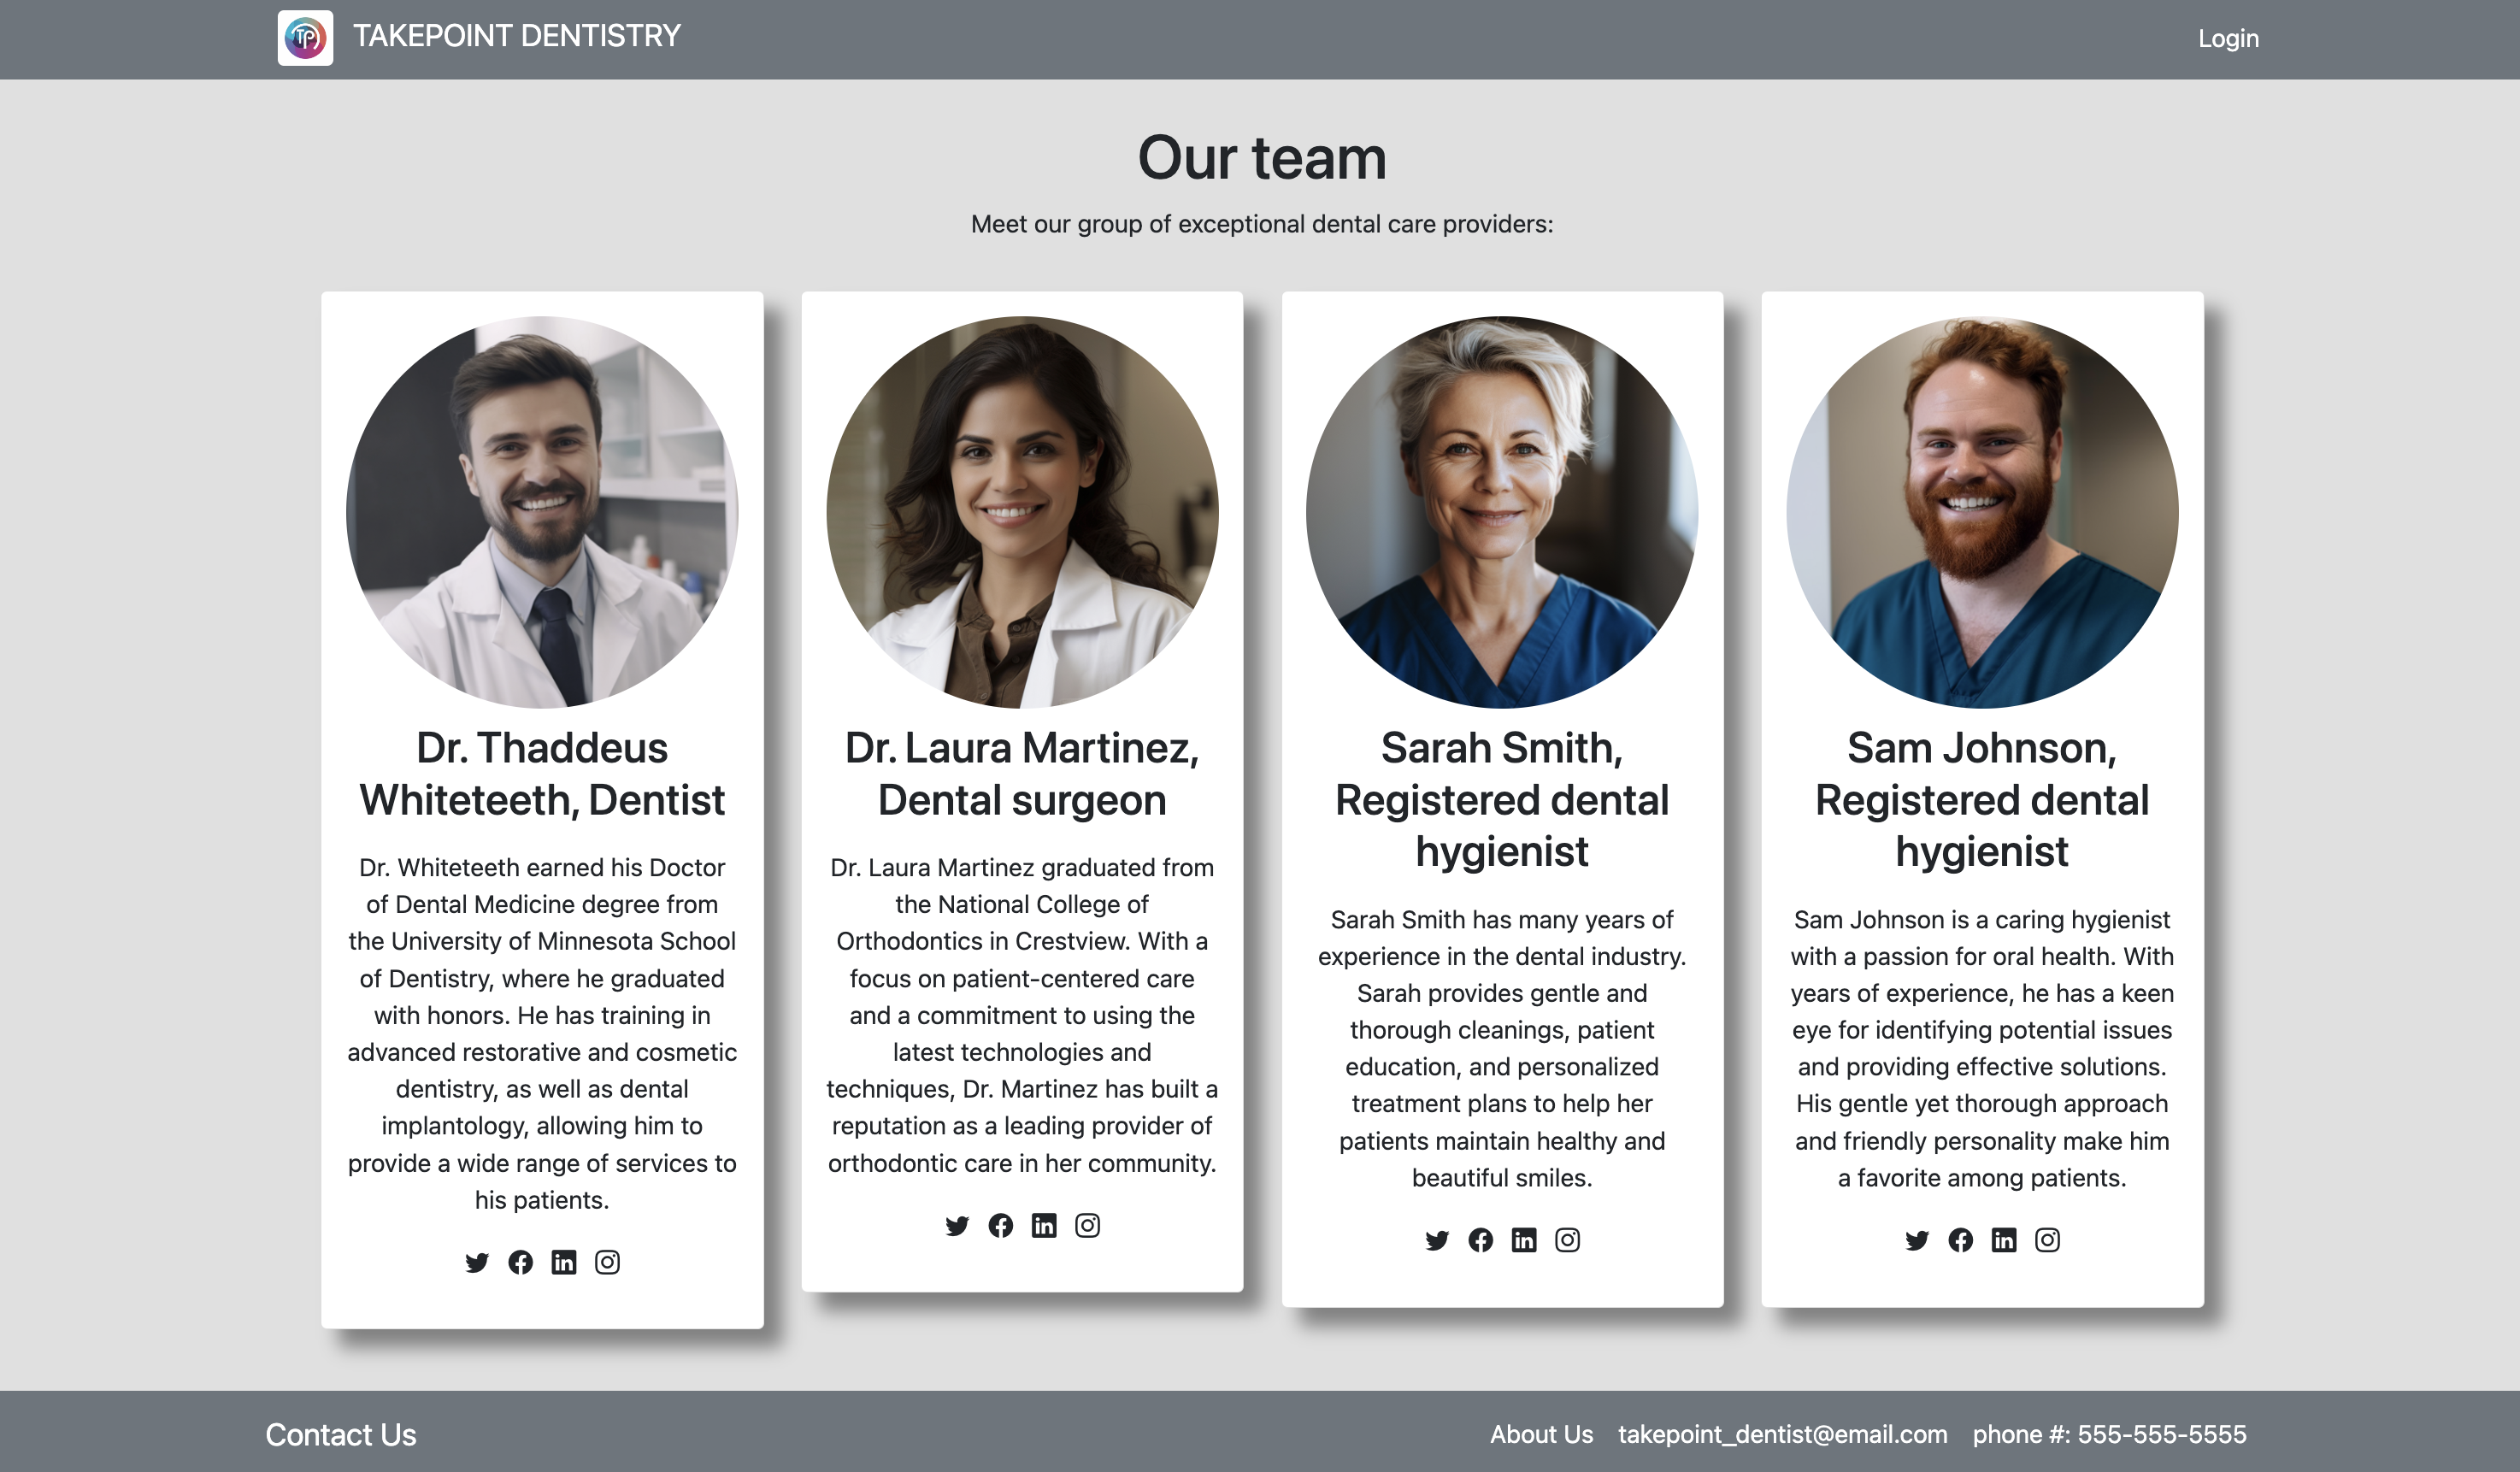 TP
TAKEPOINT DENTISTRY
Login
Our team
Meet our group of exceptional dental care providers:
Dr. Thaddeus
Whiteteeth, Dentist
Dr. Whiteteeth earned his Doctor
of Dental Medicine degree from
the University of Minnesota School
of Dentistry, where he graduated
with honors. He has training in
advanced restorative and cosmetic
dentistry, as well as dental
implantology, allowing him to
provide a wide range of services to
his patients.
Dr. Laura Martinez,
Dental surgeon
Dr. Laura Martinez graduated from
the National College of
Orthodontics in Crestview. With a
focus on patient-centered care
and a commitment to using the
latest technologies and
techniques, Dr. Martinez has built a
reputation as a leading provider of
orthodontic care in her community.
Sarah Smith,
Registered dental
hygienist
Sarah Smith has many years of
experience in the dental industry.
Sarah provides gentle and
thorough cleanings, patient
education, and personalized
treatment plans to help her
patients maintain healthy and
beautiful smiles.
Sam Johnson,
Registered dental
hygienist
Sam Johnson is a caring hygienist
with a passion for oral health. With
years of experience, he has a keen
eye for identifying potential issues
and providing effective solutions.
His gentle yet thorough approach
and friendly personality make him
a favorite among patients.
Contact Us
About Us
takepoint_dentist@email.com
phone #: 555-555-5555